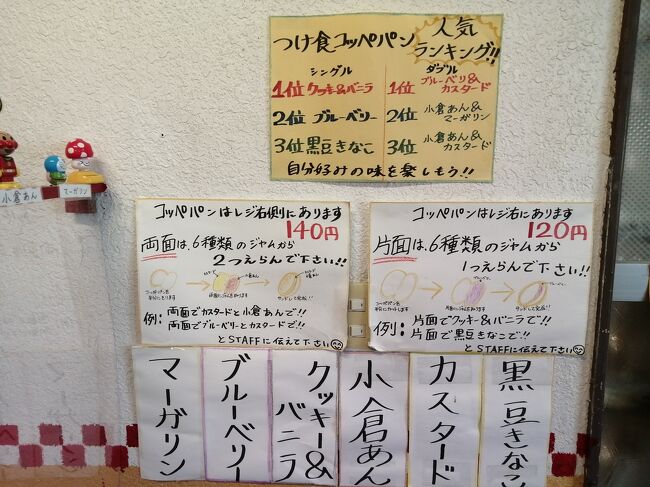 つけ食コッペパン 人気ランキング!!
シングル
1位 クッキー&バニラ
2位 ブルーベリー
3位 黒豆きなこ
ダブル
1位 ブルーベリー&カスタード
2位 小倉あん&マーガリン
3位 小倉あん&カスタード
自分好みの味を楽しもう!!
小倉あん
マーガリン
コッペパンはレジ右側にあります
140円
両面は、6種類のジャムから
2つえらんで下さい!!
例：両面でカスタードと小倉あんで!!
両面でブルーベリーとカスタードで!!
とSTAFFに伝えて下さい
コッペパンはレジ右にあります
120円
片面は、6種類のジャムから
1つえらんで下さい!!
例：片面でクッキー&バニラで!!
片面で黒豆きなこで!!
とSTAFFに伝えて下さい
マーガリン
ブルーベリー
クッキー&
バニラ
小倉あん
カスタード
黒豆きなこ